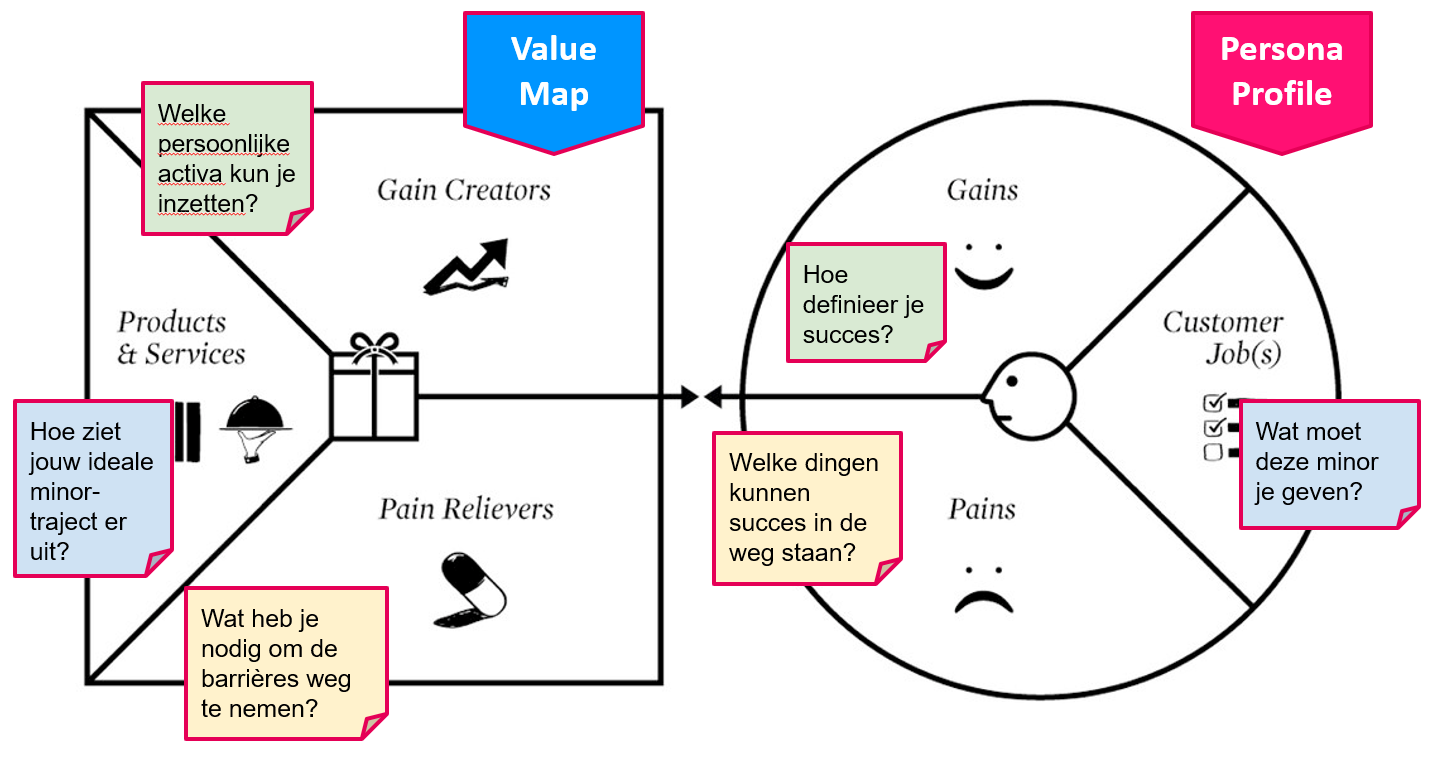 Value
Map
Persona
Profile
Welke
persoonlijke
activa kun je
inzetten?
Gain Creators
Gains
Hoe
definieer je
succes?
Products
& Services
Customer
Job(s)
Hoe ziet
jouw ideale
minor-
traject er
uit?
Wat moet
deze minor
je geven?
Welke dingen
kunnen
succes in de
weg staan?
Pain Relievers
Pains
Wat heb je
nodig om de
barrières weg
te nemen?